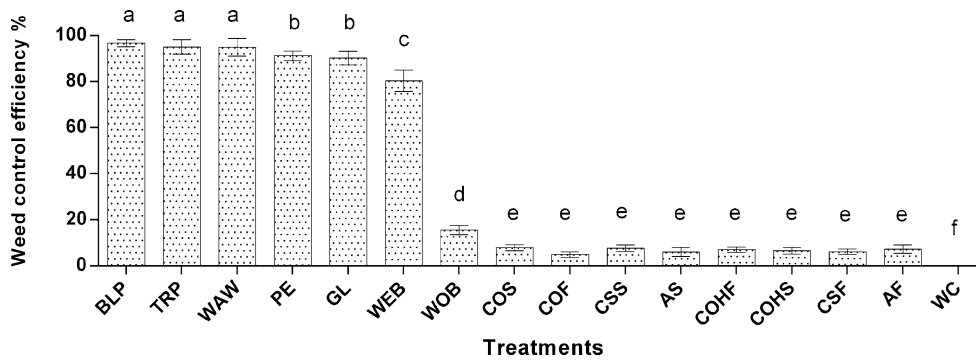 Weed control efficiency %
100
80
60
40
20
0
a a a b b c d e e e e e e e e f
BLP TRP WAW PE GL WEB WOB COS COF CSS AS COHF COHS CSF AF WC
Treatments